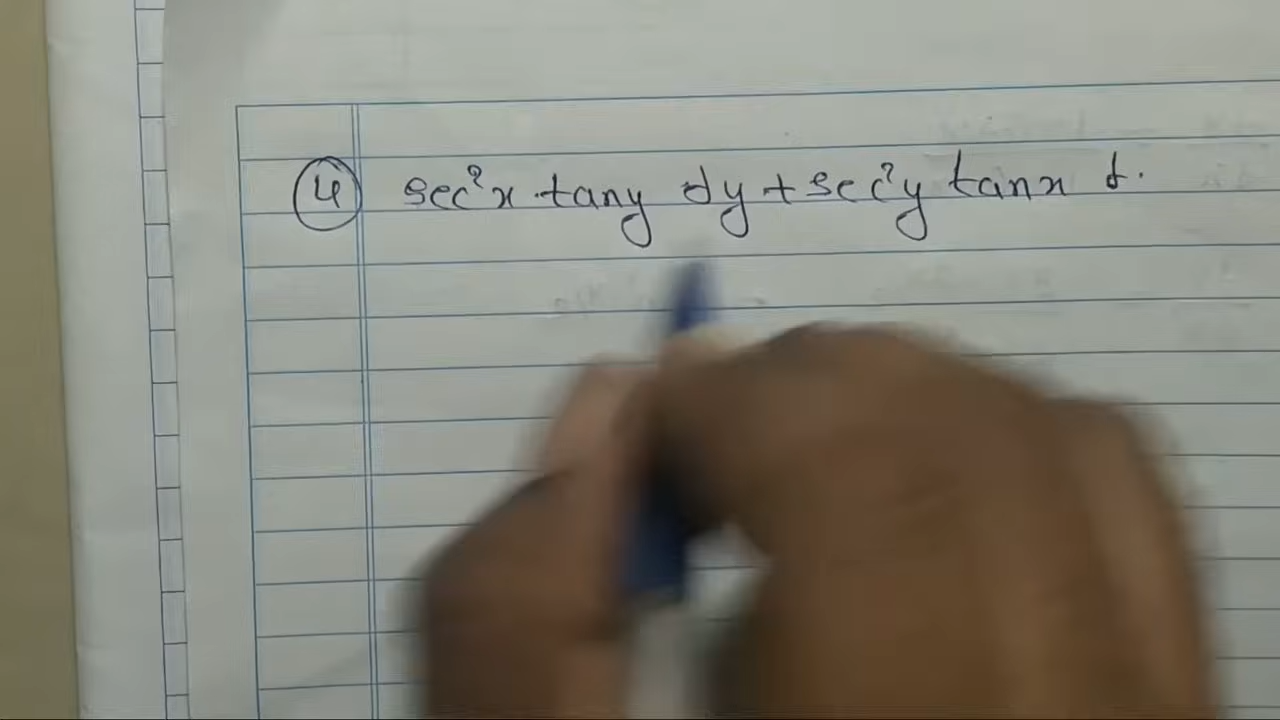 ④ sec²x tany dy + sec²y tanx d